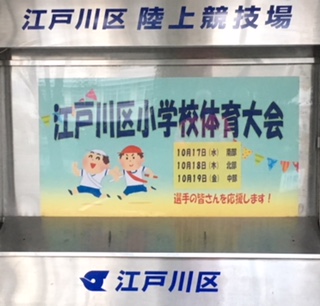 江戸川区 陸上競技場
江戸川区小学校体育大会
10月17日(水) 南部
10月18日(木) 北部
10月19日(金) 中部
選手の皆さんを応援します!
江戸川区